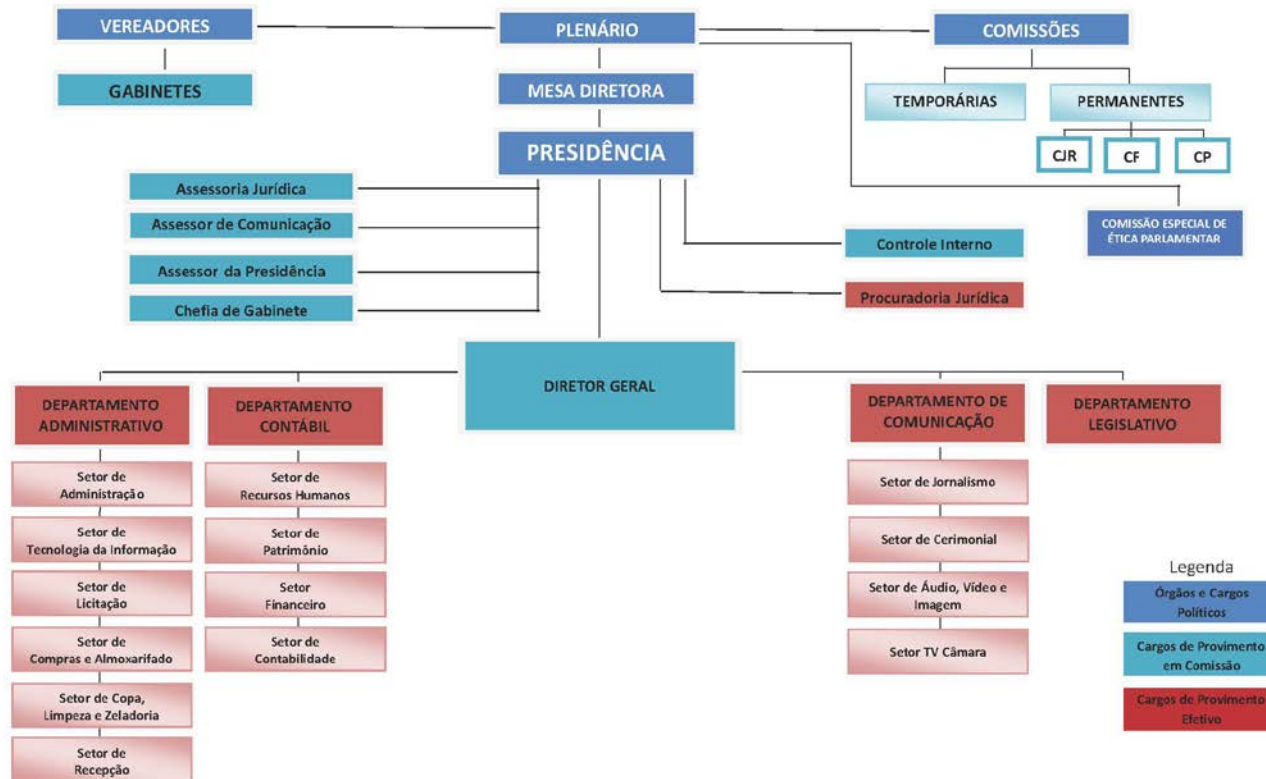 VEREADORES
PLENÁRIO
COMISSÕES
GABINETES
MESA DIRETORA
TEMPORÁRIAS
PERMANENTES
PRESIDÊNCIA
CJR
CF
CP
Assessoria Jurídica
Assessor de Comunicação
Assessor da Presidência
Chefia de Gabinete
COMISSÃO ESPECIAL DE
ÉTICA PARLAMENTAR
Controle Interno
Procuradoria Jurídica
DIRETOR GERAL
DEPARTAMENTO
ADMINISTRATIVO
DEPARTAMENTO
CONTÁBIL
DEPARTAMENTO DE
COMUNICAÇÃO
DEPARTAMENTO
LEGISLATIVO
Setor de
Administração
Setor de
Tecnologia da Informação
Setor de
Licitação
Setor de
Compras e Almoxarifado
Setor de Copa,
Limpeza e Zeladoria
Setor de
Recepção
Setor de
Recursos Humanos
Setor de
Patrimônio
Setor
Financeiro
Setor de
Contabilidade
Setor de Jornalismo
Setor de Cerimonial
Setor de Áudio, Vídeo e
Imagem
Setor TV Câmara
Legenda
Órgãos e Cargos
Políticos
Cargos de Provimento
em Comissão
Cargos de Provimento
Efetivo